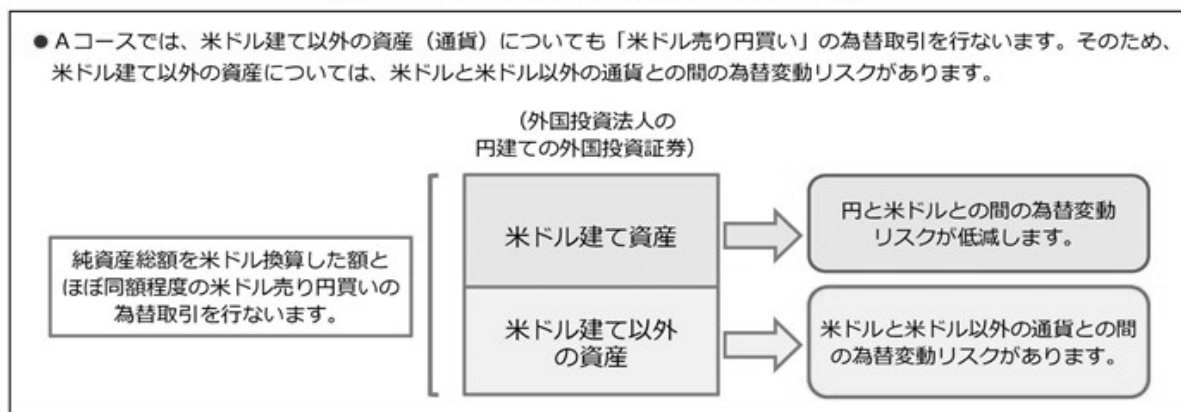 ●Aコースでは、米ドル建て以外の資産（通貨）についても「米ドル売り円買い」の為替取引を行ないます。そのため、
米ドル建て以外の資産については、米ドルと米ドル以外の通貨との間の為替変動リスクがあります。
（外国投資法人の
円建ての外国投資証券）
純資産総額を米ドル換算した額と
ほぼ同額程度の米ドル売り円買いの
為替取引を行ないます。
米ドル建て資産
円と米ドルとの間の為替変動
リスクが低減します。
米ドル建て以外
の資産
米ドルと米ドル以外の通貨との間
の為替変動リスクがあります。